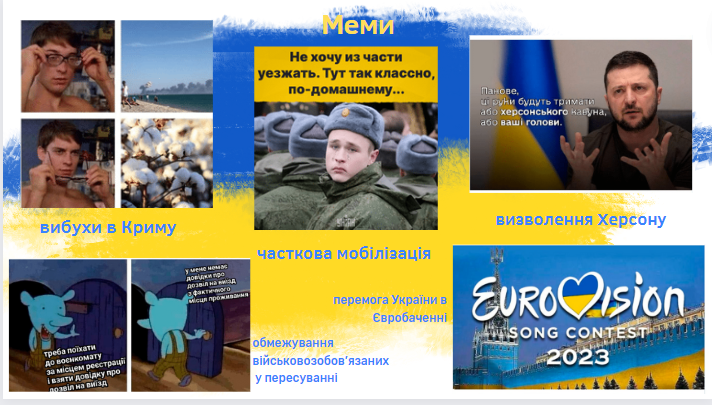 Меми
Не хочу из части
уезжать. Тут так классно,
по-домашнему...
Панове,
ці руки будуть тримати
або херсонського кавуна,
або ваші голови.
вибухи в Криму
визволення Херсону
часткова мобілізація
треба поїхати
до воєнкомату
за місцем реєстрації
і взяти довідку про
дозвіл на виїзд
у мене немає
довідки про
дозвіл на виїзд
з фактичного
місця проживання
перемога України в
Євробаченні
обмежування
військовозобов'язаних
у пересуванні
EUROVISION
SONG CONTEST
2023